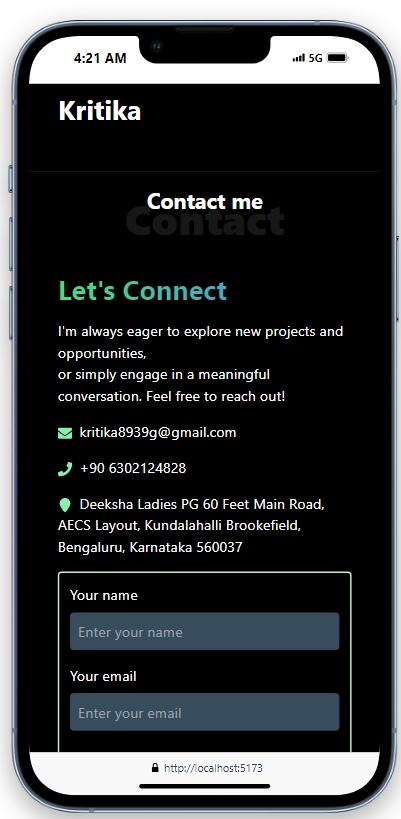 4:21 AM
5G
Kritika
Contact me
Contact
Let's Connect
I'm always eager to explore new projects and
opportunities,
or simply engage in a meaningful
conversation. Feel free to reach out!
kritika8939g@gmail.com
+90 6302124828
Deeksha Ladies PG 60 Feet Main Road,
AECS Layout, Kundalahalli Brookefield,
Bengaluru, Karnataka 560037
Your name
Enter your name
Your email
Enter your email
http://localhost:5173